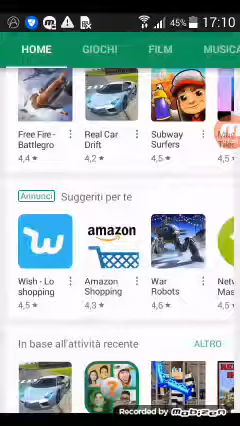 45% 17:10
HOME GIOCHI FILM MUSICA
Free Fire - Battlegro
Real Car Drift
Subway Surfers
4,4★ 4,2★ 4,5★
Annunci Suggeriti per te
amazon
Wish - Lo shopping
Amazon Shopping
War Robots
4,5★ 4,3★ 4,6★
In base all'attività recente ALTRO
Recorded by Mobizen